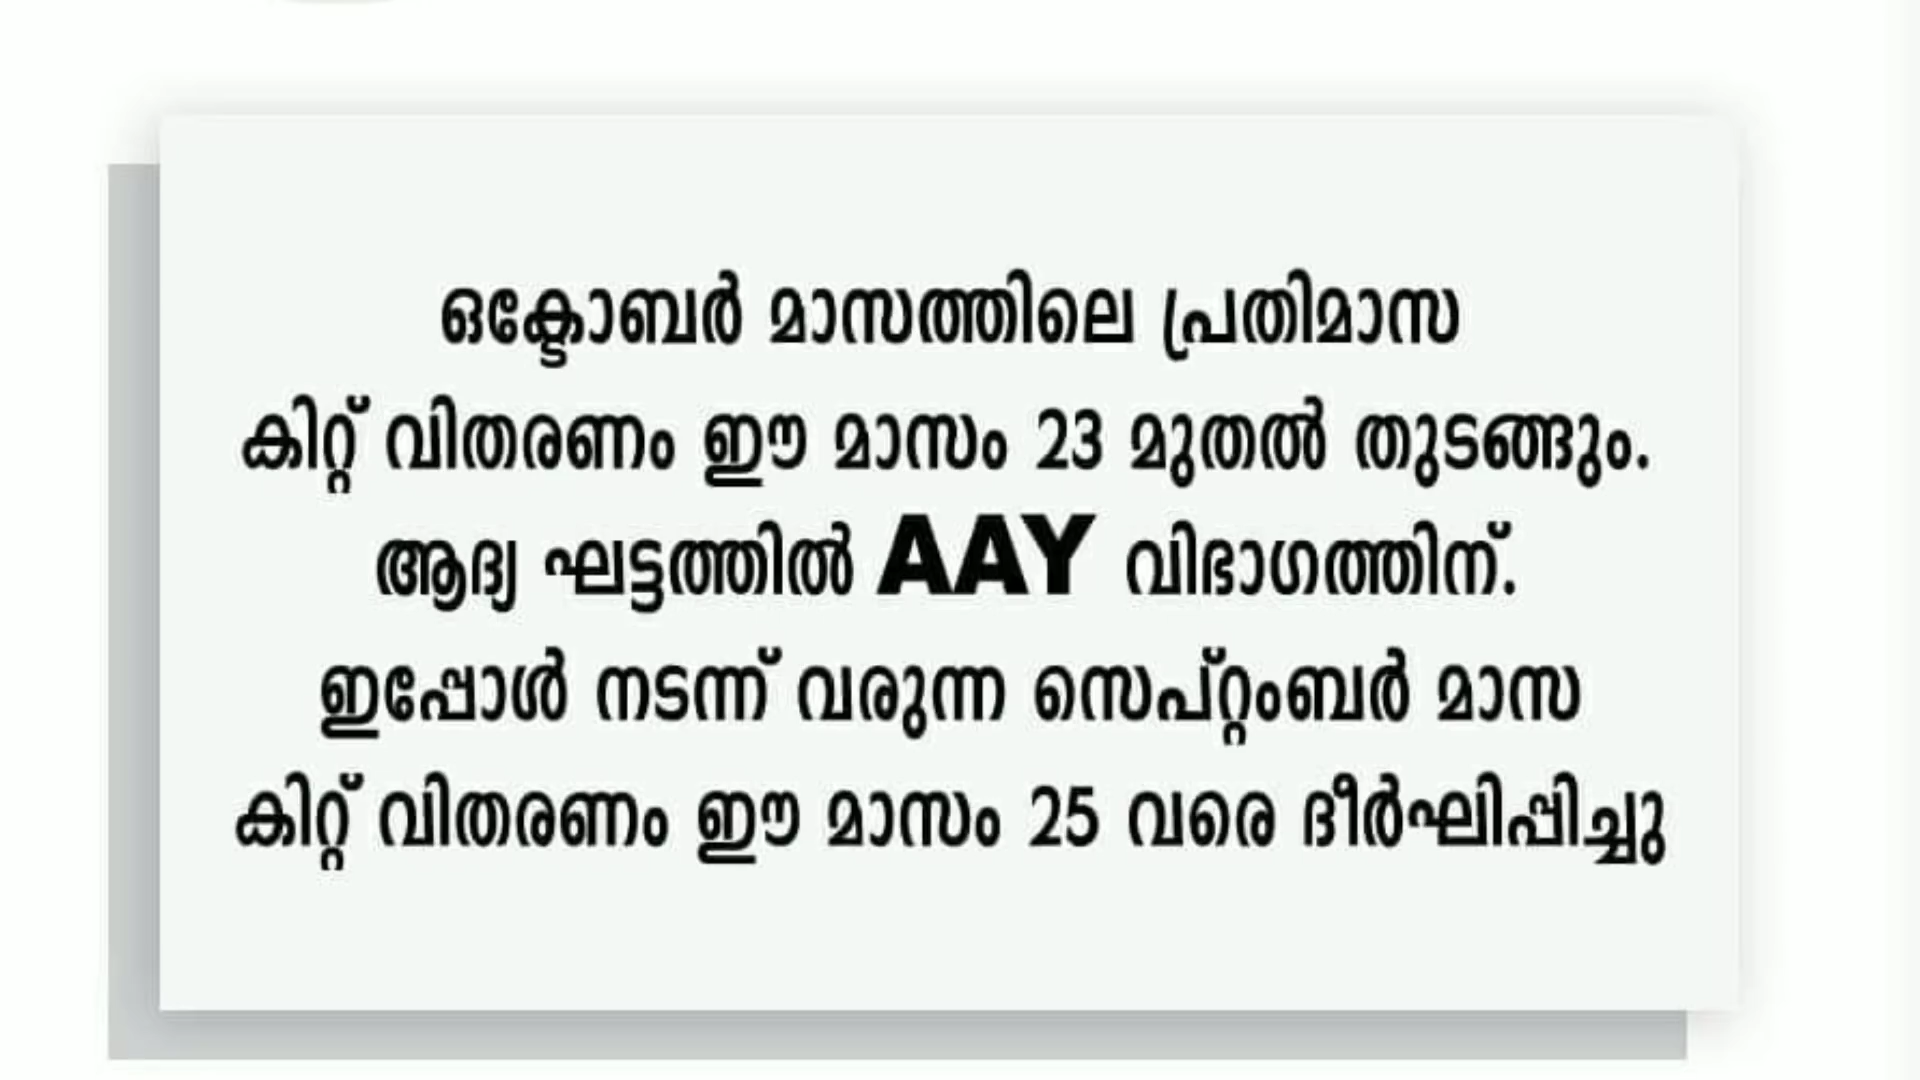 ഒക്ടോബർ മാസത്തിലെ പ്രതിമാസ
കിറ്റ് വിതരണം ഈ മാസം 23 മുതൽ തുടങ്ങും.
ആദ്യ ഘട്ടത്തിൽ AAY വിഭാഗത്തിന്.
ഇപ്പോൾ നടന്ന് വരുന്ന സെപ്റ്റംബർ മാസ
കിറ്റ് വിതരണം ഈ മാസം 25 വരെ ദീർഘിപ്പിച്ചു